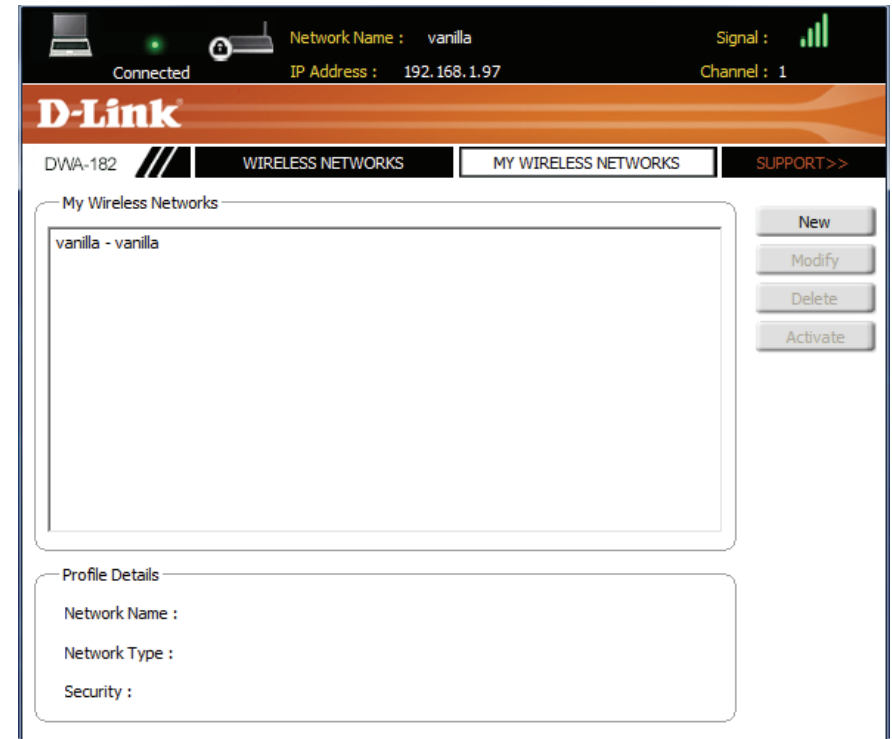 Network Name : vanilla Signal :
Connected IP Address : 192.168.1.97 Channel : 1
D-Link
DWA-182 WIRELESS NETWORKS MY WIRELESS NETWORKS SUPPORT>>
My Wireless Networks
vanilla - vanilla
New
Modify
Delete
Activate
Profile Details
Network Name :
Network Type :
Security :